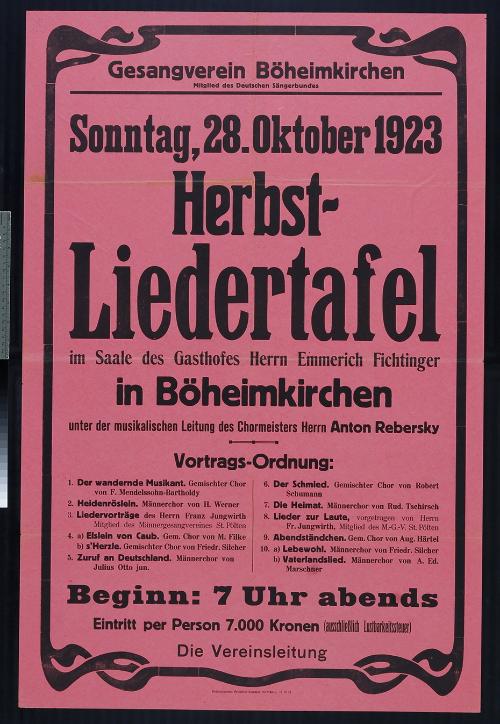 Gesangverein Böheimkirchen
Mitglied des Deutschen Sängerbundes
Sonntag, 28. Oktober 1923
Herbst-
Liedertafel
im Saale des Gasthofes Herrn Emmerich Fichtinger
in Böheimkirchen
unter der musikalischen Leitung des Chormeisters Herrn Anton Rebersky
Vortrags-Ordnung:
1. Der wandernde Musikant. Gemischter Chor
von F. Mendelssohn-Bartholdy
2. Heidenröslein. Männerchor von H. Werner
3. Liedervorträge des Herrn Franz Jungwirth
Mitglied des Männergesangvereines St. Pölten
4. a) Elslein von Caub. Gem. Chor von M. Filke
b) s'Herzle. Gemischter Chor von Friedr. Silcher
5. Zuruf an Deutschland. Männerchor von
Julius Otto jun.
6. Der Schmied. Gemischter Chor von Robert
Schumann
7. Die Heimat. Männerchor von Rud. Tschirsch
8. Lieder zur Laute, vorgetragen von Herrn
Fr. Jungwirth, Mitglied des M.-G.-V. St. Pölten
9. Abendständchen. Gem. Chor von Aug. Härtel
10. a) Lebewohl. Männerchor von Friedr. Silcher
b) Vaterlandslied. Männerchor von A. Ed.
Marschner
Beginn: 7 Uhr abends
Eintritt per Person 7.000 Kronen (ausschließlich Lustbarkeitssteuer)
Die Vereinsleitung